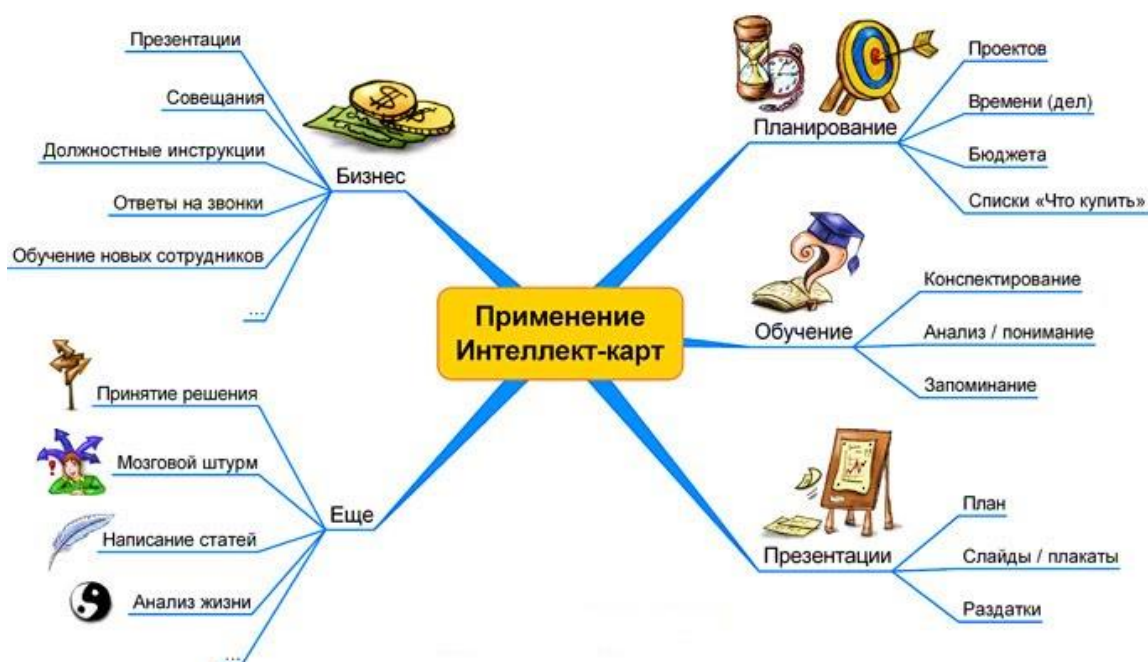 Применение
Интеллект-карт
Планирование
Проектов
Времени (дел)
Бюджета
Списки «Что купить»
Обучение
Конспектирование
Анализ / понимание
Запоминание
Презентации
План
Слайды / плакаты
Раздатки
Бизнес
Презентации
Совещания
Должностные инструкции
Ответы на звонки
Обучение новых сотрудников
...
Еще
Принятие решения
Мозговой штурм
Написание статей
Анализ жизни
...